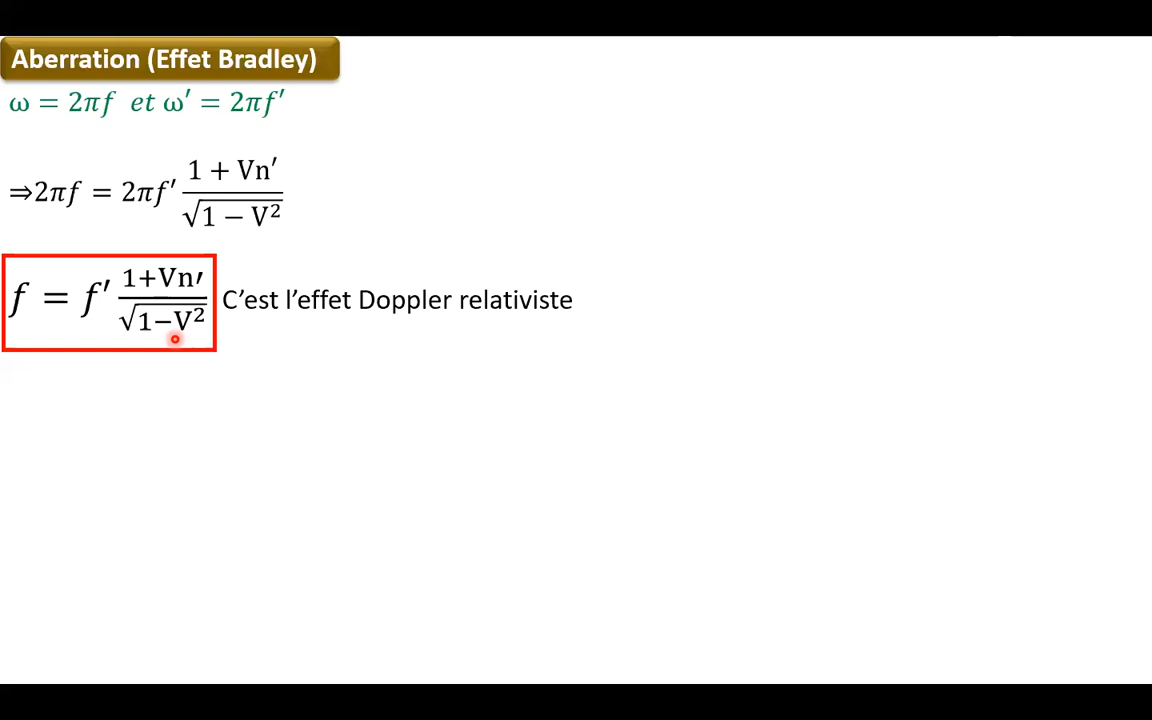 Aberration (Effet Bradley)
ω = 2πf et ω′ = 2πf′
⇒2πf = 2πf′ (1 + Vn′)/√(1 − V²)
f = f′ (1+Vn′)/√(1−V²) C’est l’effet Doppler relativiste